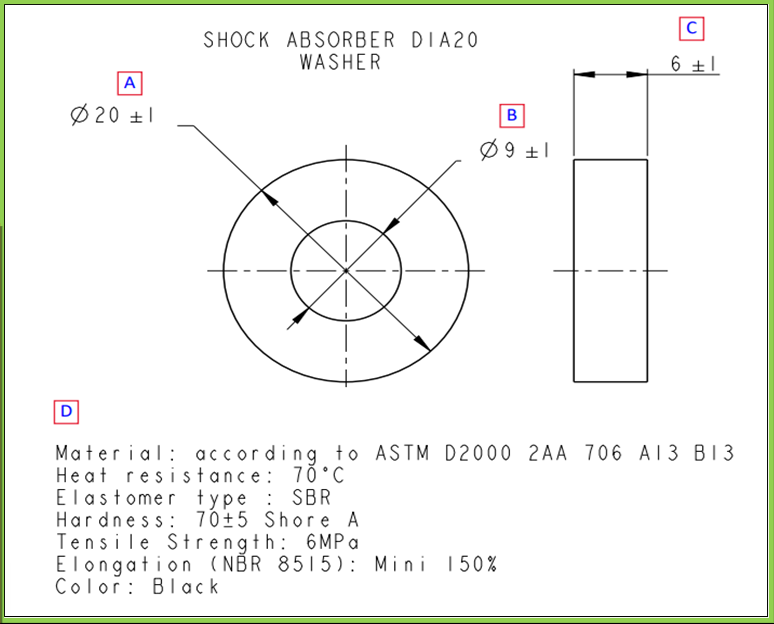 SHOCK ABSORBER DIA20
WASHER
A
Ø20 ±1
B
Ø9 ±1
C
6 ±1
D
Material: according to ASTM D2000 2AA 706 A13 B13
Heat resistance: 70°C
Elastomer type : SBR
Hardness: 70±5 Shore A
Tensile Strength: 6MPa
Elongation (NBR 8515): Mini 150%
Color: Black